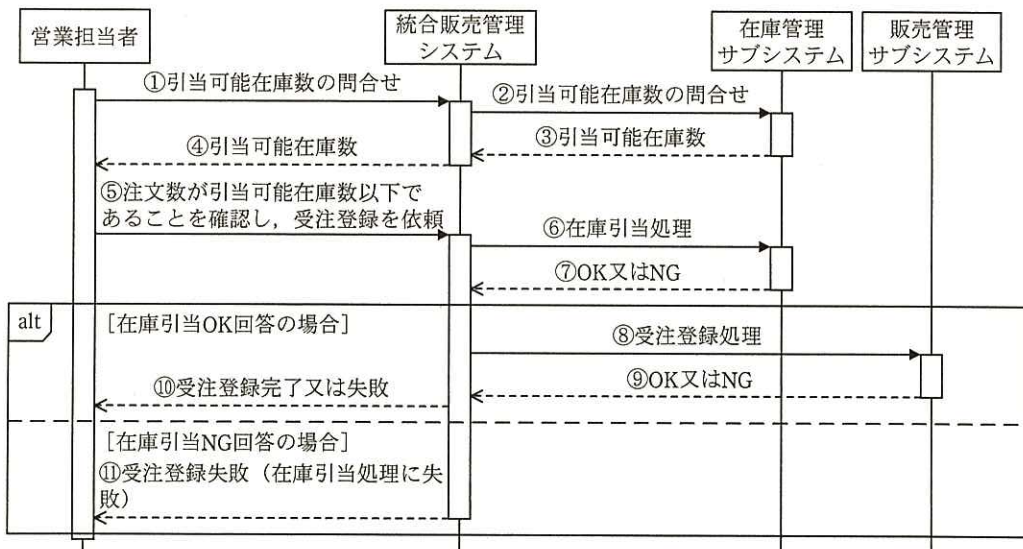 営業担当者
統合販売管理
システム
在庫管理
サブシステム
販売管理
サブシステム
①引当可能在庫数の問合せ
②引当可能在庫数の問合せ
③引当可能在庫数
④引当可能在庫数
⑤注文数が引当可能在庫数以下で
あることを確認し，受注登録を依頼
⑥在庫引当処理
⑦OK又はNG
alt
[在庫引当OK回答の場合]
⑧受注登録処理
⑨OK又はNG
⑩受注登録完了又は失敗
[在庫引当NG回答の場合]
⑪受注登録失敗（在庫引当処理に失
敗）